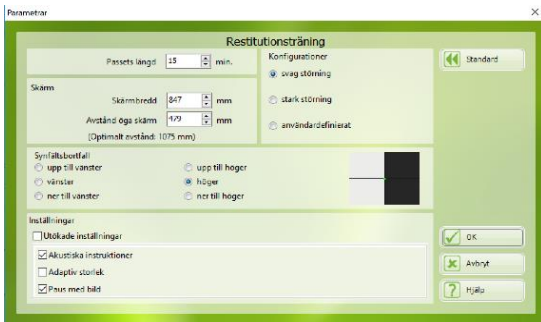 Parametrar
Restitutionsträning
Passets längd 15 min.
Konfigurationer
svag störning
stark störning
användardefinierat
Standard
Skärm
Skärmbredd 847 mm
Avstånd öga skärm 479 mm
(Optimalt avstånd: 1075 mm)
Synfältsbortfall
upp till vänster
upp till höger
vänster
höger
ner till vänster
ner till höger
Inställningar
Utökade inställningar
Akustiska instruktioner
Adaptiv storlek
Paus med bild
OK
Avbryt
Hjälp